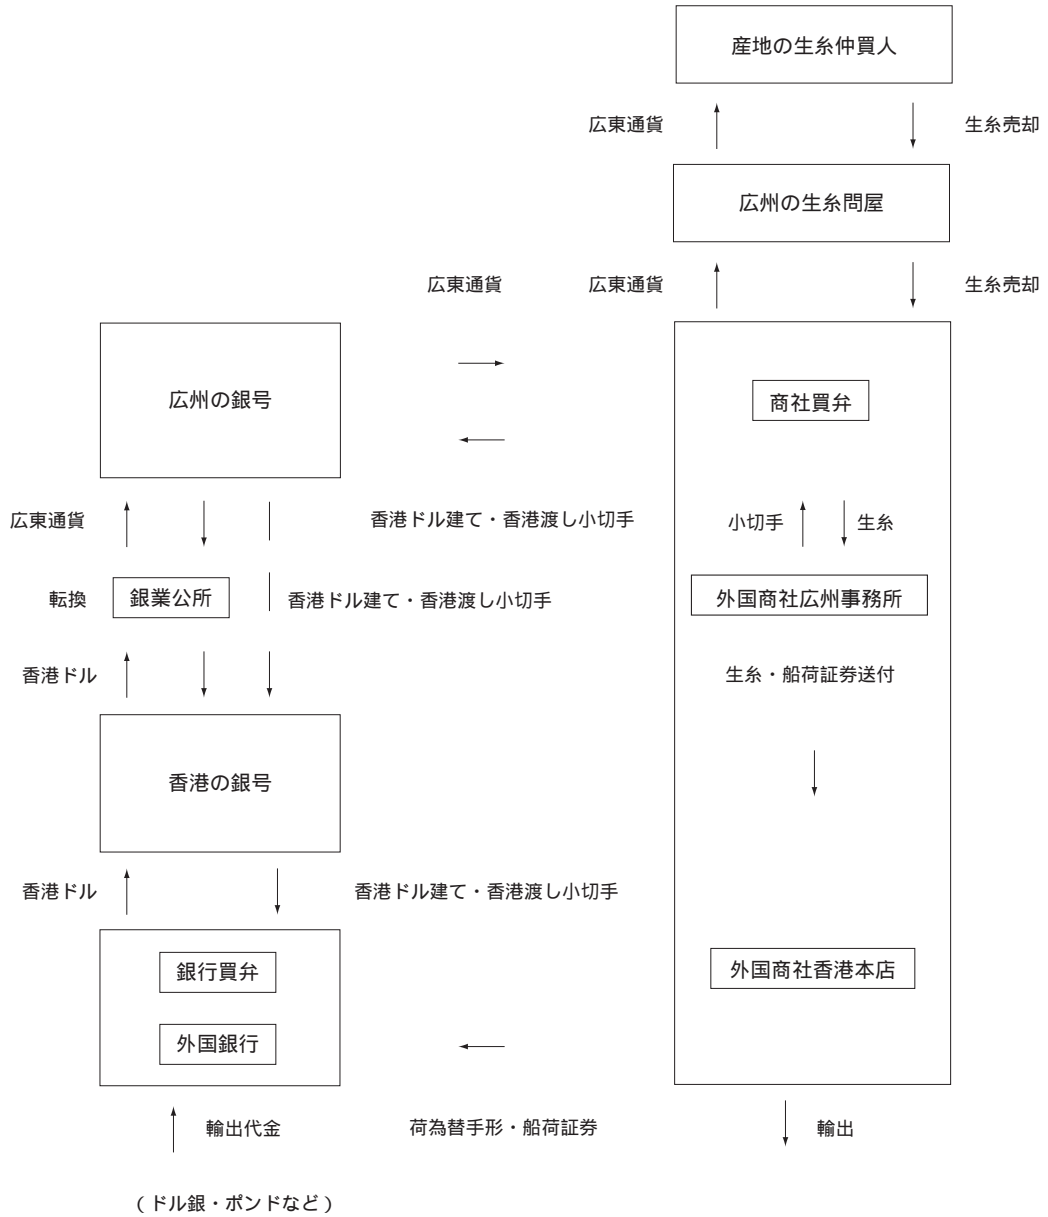 産地の生糸仲買人
広東通貨
生糸売却
広州の生糸問屋
広東通貨
広東通貨
生糸売却
広州の銀号
商社買弁
広東通貨
香港ドル建て・香港渡し小切手
小切手
生糸
転換
銀業公所
香港ドル建て・香港渡し小切手
外国商社広州事務所
香港ドル
生糸・船荷証券送付
香港の銀号
香港ドル
香港ドル建て・香港渡し小切手
銀行買弁
外国商社香港本店
外国銀行
輸出代金
荷為替手形・船荷証券
輸出
(ドル銀・ポンドなど)